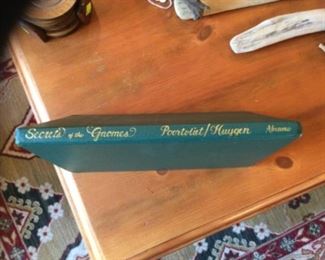 Secrets of the Gnomes Poortvliet/Huygen Abrams